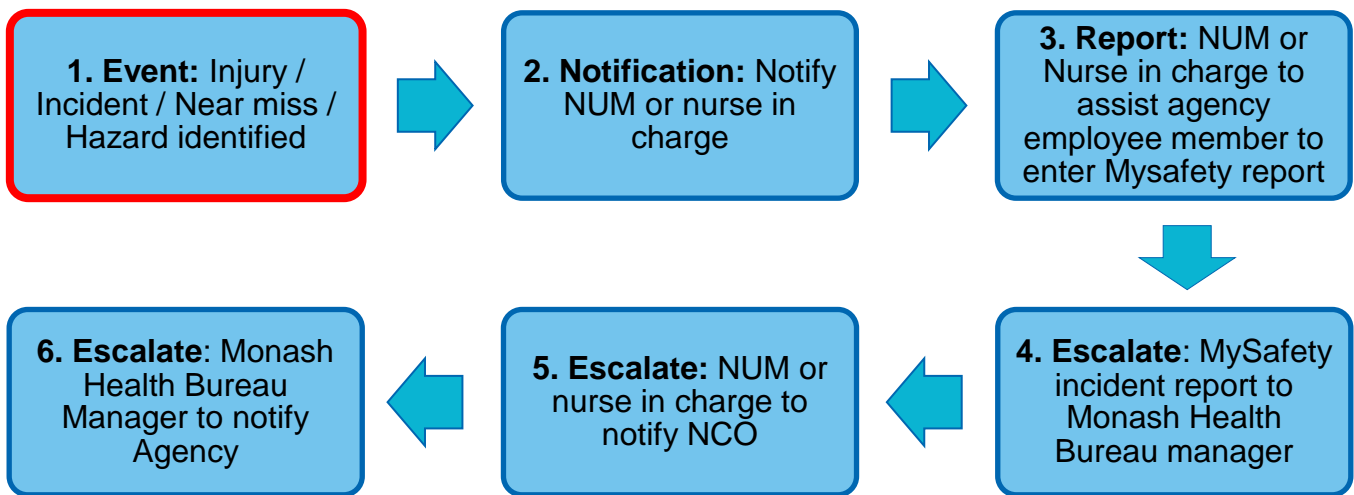 1. Event: Injury /
Incident / Near miss /
Hazard identified
2. Notification: Notify
NUM or nurse in
charge
3. Report: NUM or
Nurse in charge to
assist agency
employee member to
enter Mysafety report
4. Escalate: MySafety
incident report to
Monash Health
Bureau manager
5. Escalate: NUM or
nurse in charge to
notify NCO
6. Escalate: Monash
Health Bureau
Manager to notify
Agency